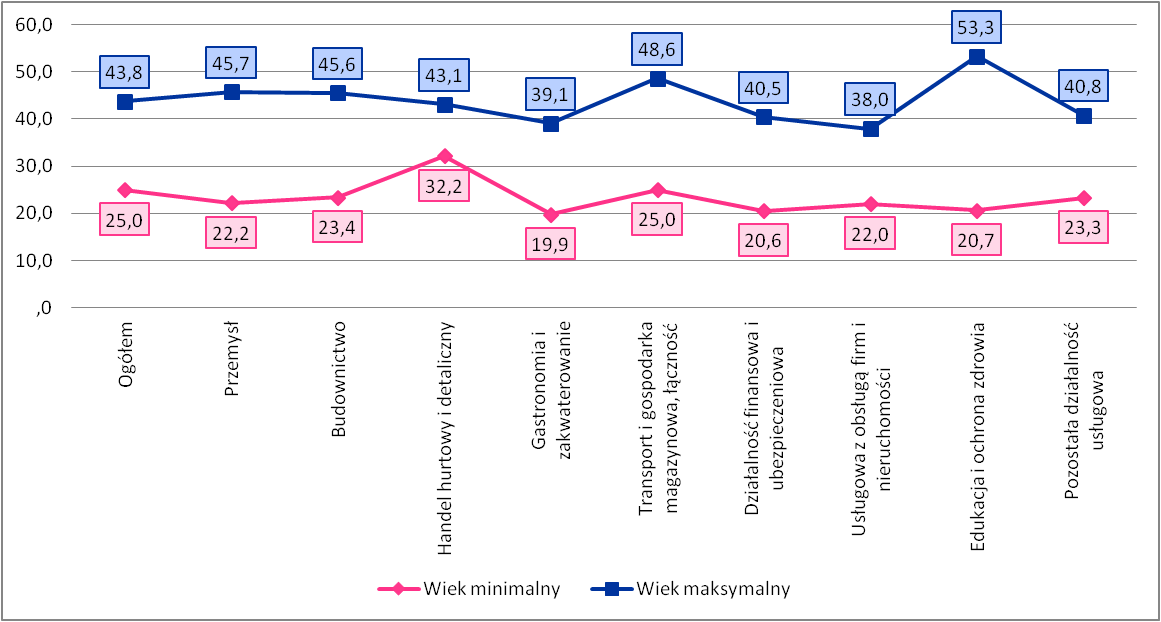 60,0
50,0
40,0
30,0
20,0
10,0
,0
43,8
45,7
45,6
43,1
39,1
48,6
40,5
38,0
53,3
40,8
25,0
22,2
23,4
32,2
19,9
25,0
20,6
22,0
20,7
23,3
Ogółem
Przemysł
Budownictwo
Handel hurtowy i detaliczny
Gastronomia i
zakwaterowanie
Transport i gospodarka
magazynowa, łączność
Działalność finansowa i
ubezpieczeniowa
Usługowa z obsługą firm i
nieruchomości
Edukacja i ochrona zdrowia
Pozostała działalność
usługowa
Wiek minimalny
Wiek maksymalny